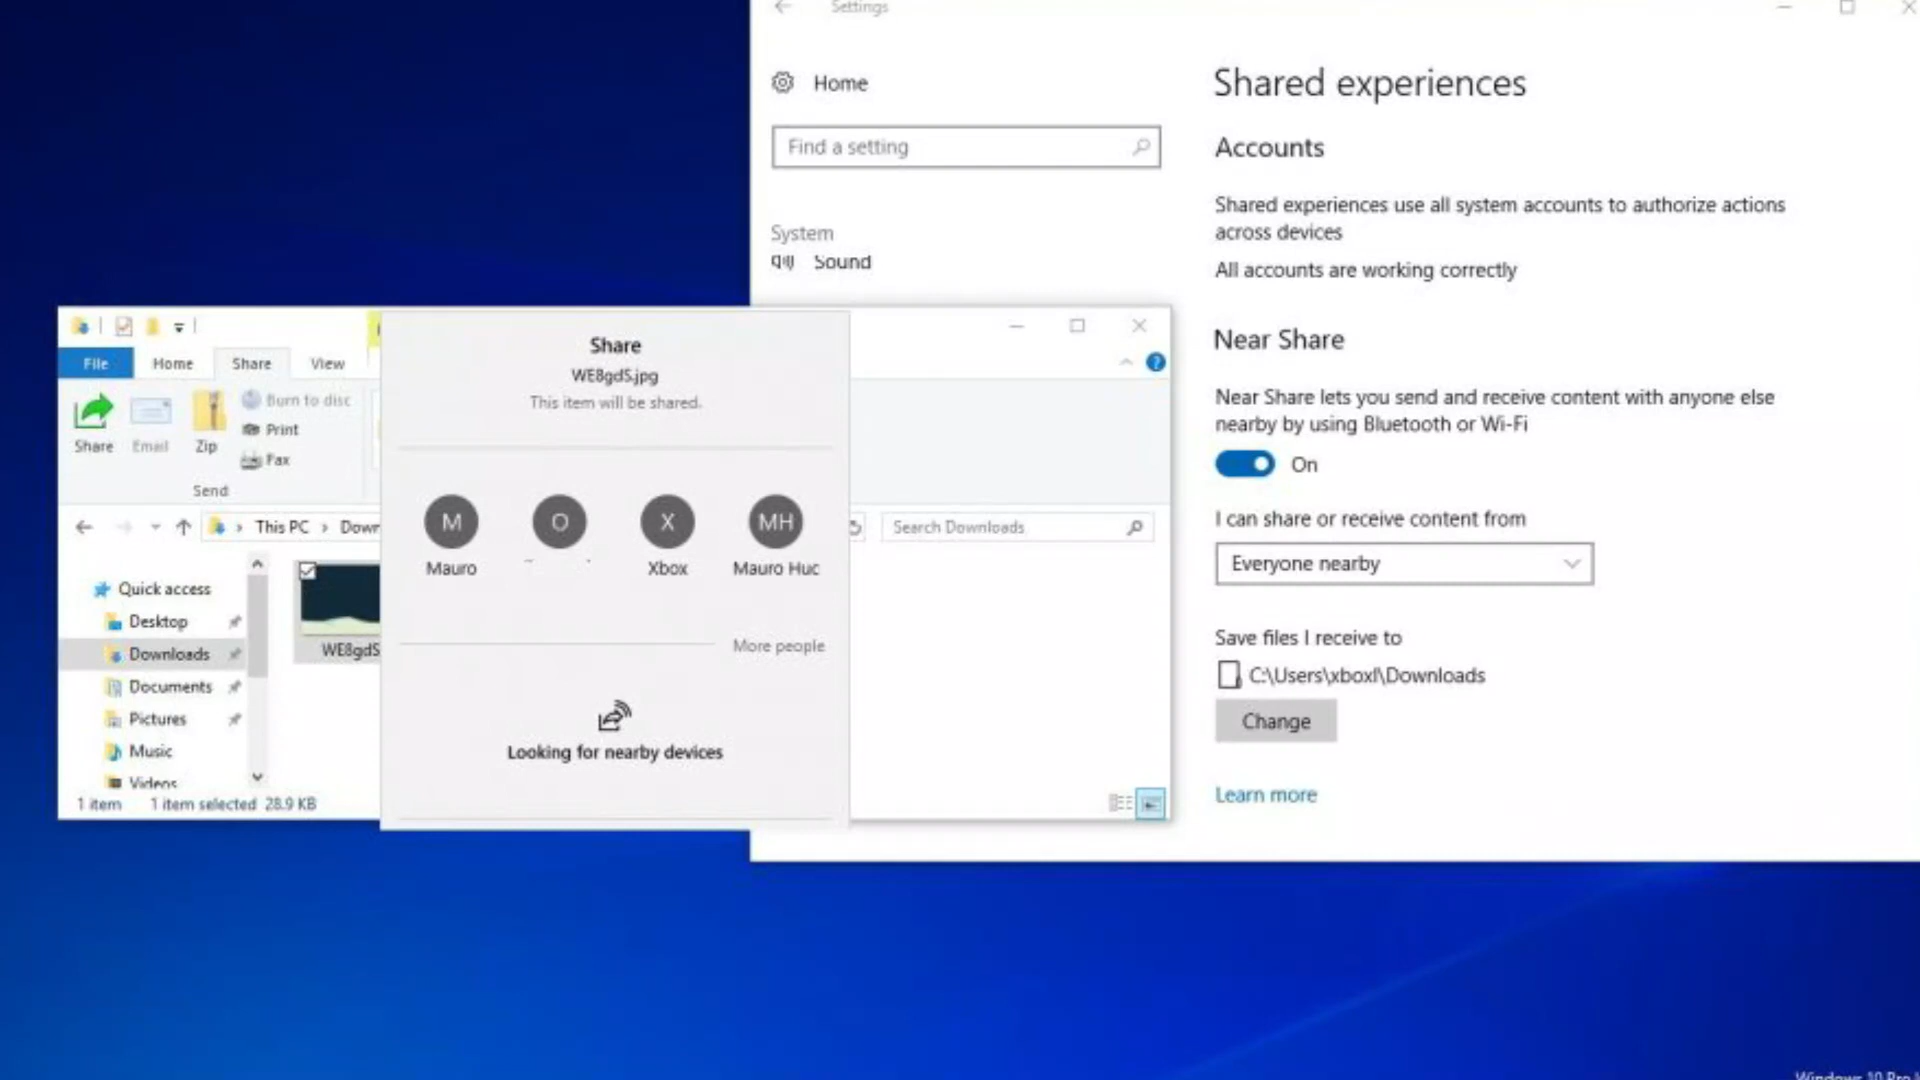 Settings
Home
Find a setting
System
Sound
Shared experiences
Accounts
Shared experiences use all system accounts to authorize actions
across devices
All accounts are working correctly
Near Share
Near Share lets you send and receive content with anyone else
nearby by using Bluetooth or Wi-Fi
On
I can share or receive content from
Everyone nearby
Save files I receive to
C:\Users\xboxl\Downloads
Change
Learn more
File Home Share View
Share Email Zip
Burn to disc
Print
Fax
Send
This PC › Down
Search Downloads
Quick access
Desktop
Downloads
Documents
Pictures
Music
Videos
WE8gdS
1 item 1 item selected 28.9 KB
Share
WE8gdS.jpg
This item will be shared.
M O X MH
Mauro Xbox Mauro Huc
More people
Looking for nearby devices
Windows 10 Pro